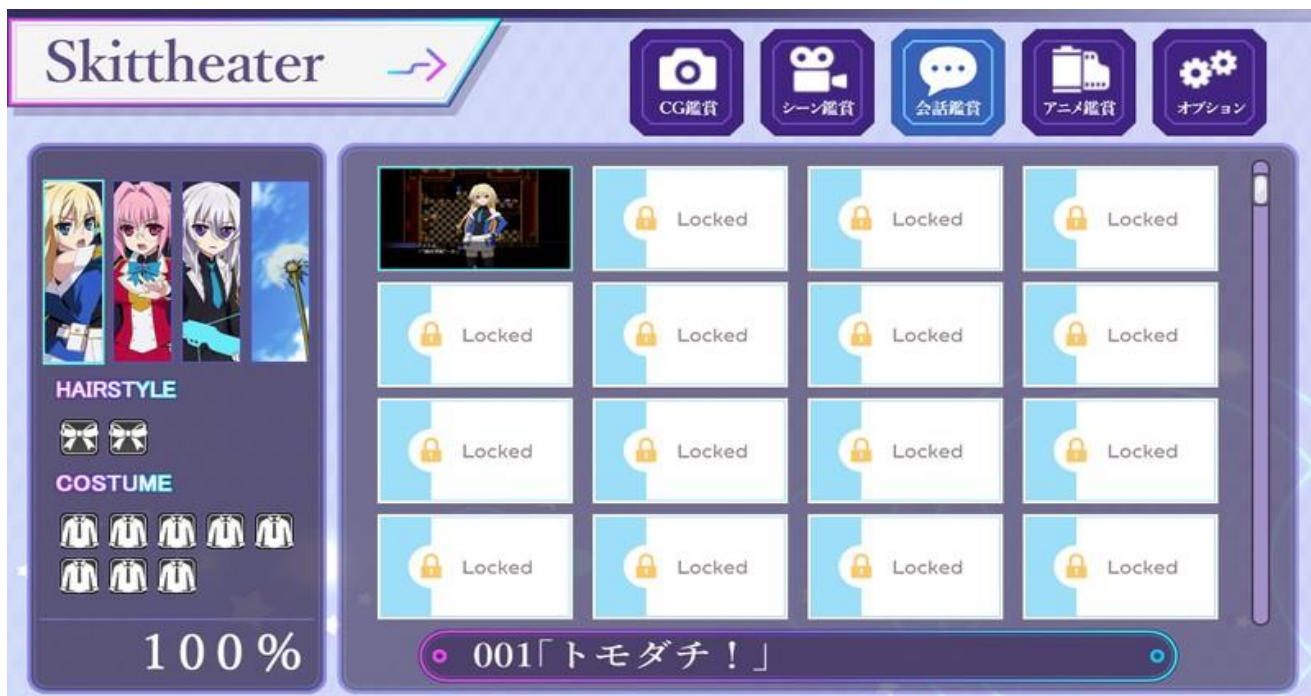 Skittheater
CG鑑賞
シーン鑑賞
会話鑑賞
アニメ鑑賞
オプション
Locked Locked Locked
Locked Locked Locked Locked
HAIRSTYLE
Locked Locked Locked Locked
COSTUME
Locked Locked Locked Locked
100%
001「トモダチ！」